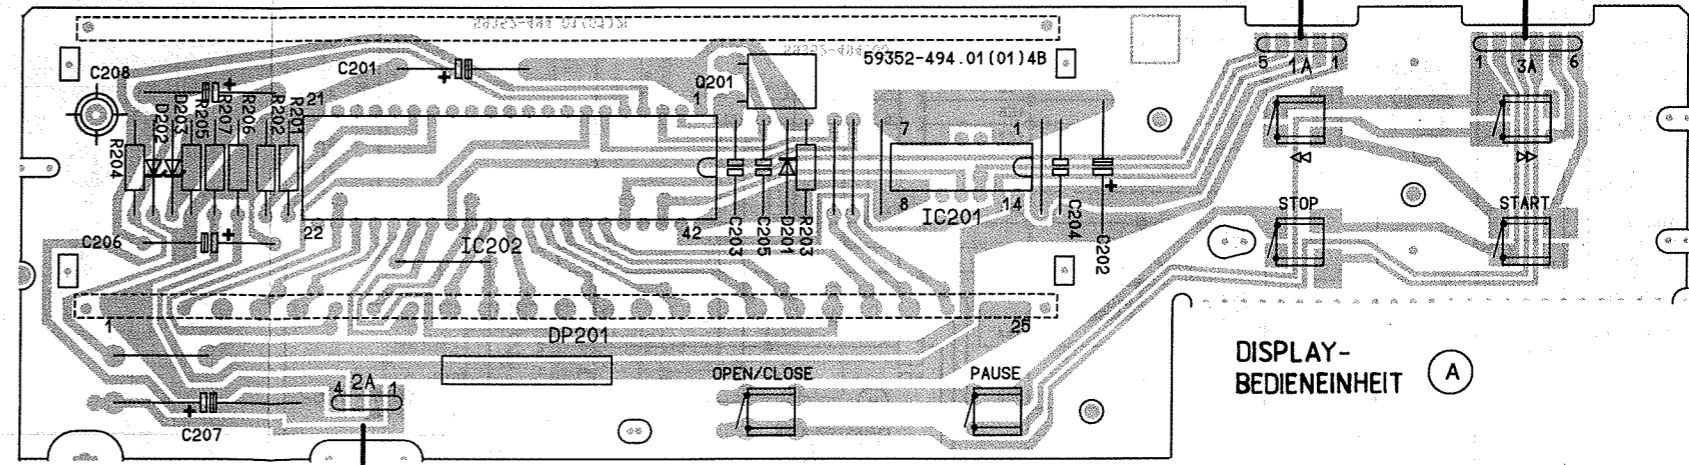 59352-494.01(01)4B
C208
C201
Q201
5 1A 1
1 3A 6
21
1
R204
D202
D203
R205
R207
R206
R202
R201
7 1
8 IC201 14
STOP
START
C206
22 IC202 42
C203
C205
D201
R203
C204
C202
1 DP201 25
DISPLAY-
BEDIENEINHEIT A
4 2A 1
OPEN/CLOSE
PAUSE
C207